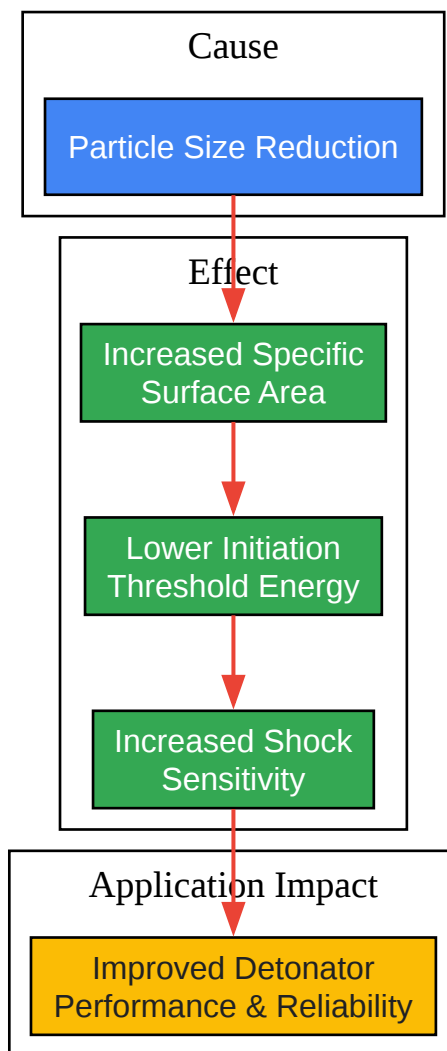 Cause
Particle Size Reduction
Effect
Increased Specific
Surface Area
Lower Initiation
Threshold Energy
Increased Shock
Sensitivity
Application Impact
Improved Detonator
Performance & Reliability